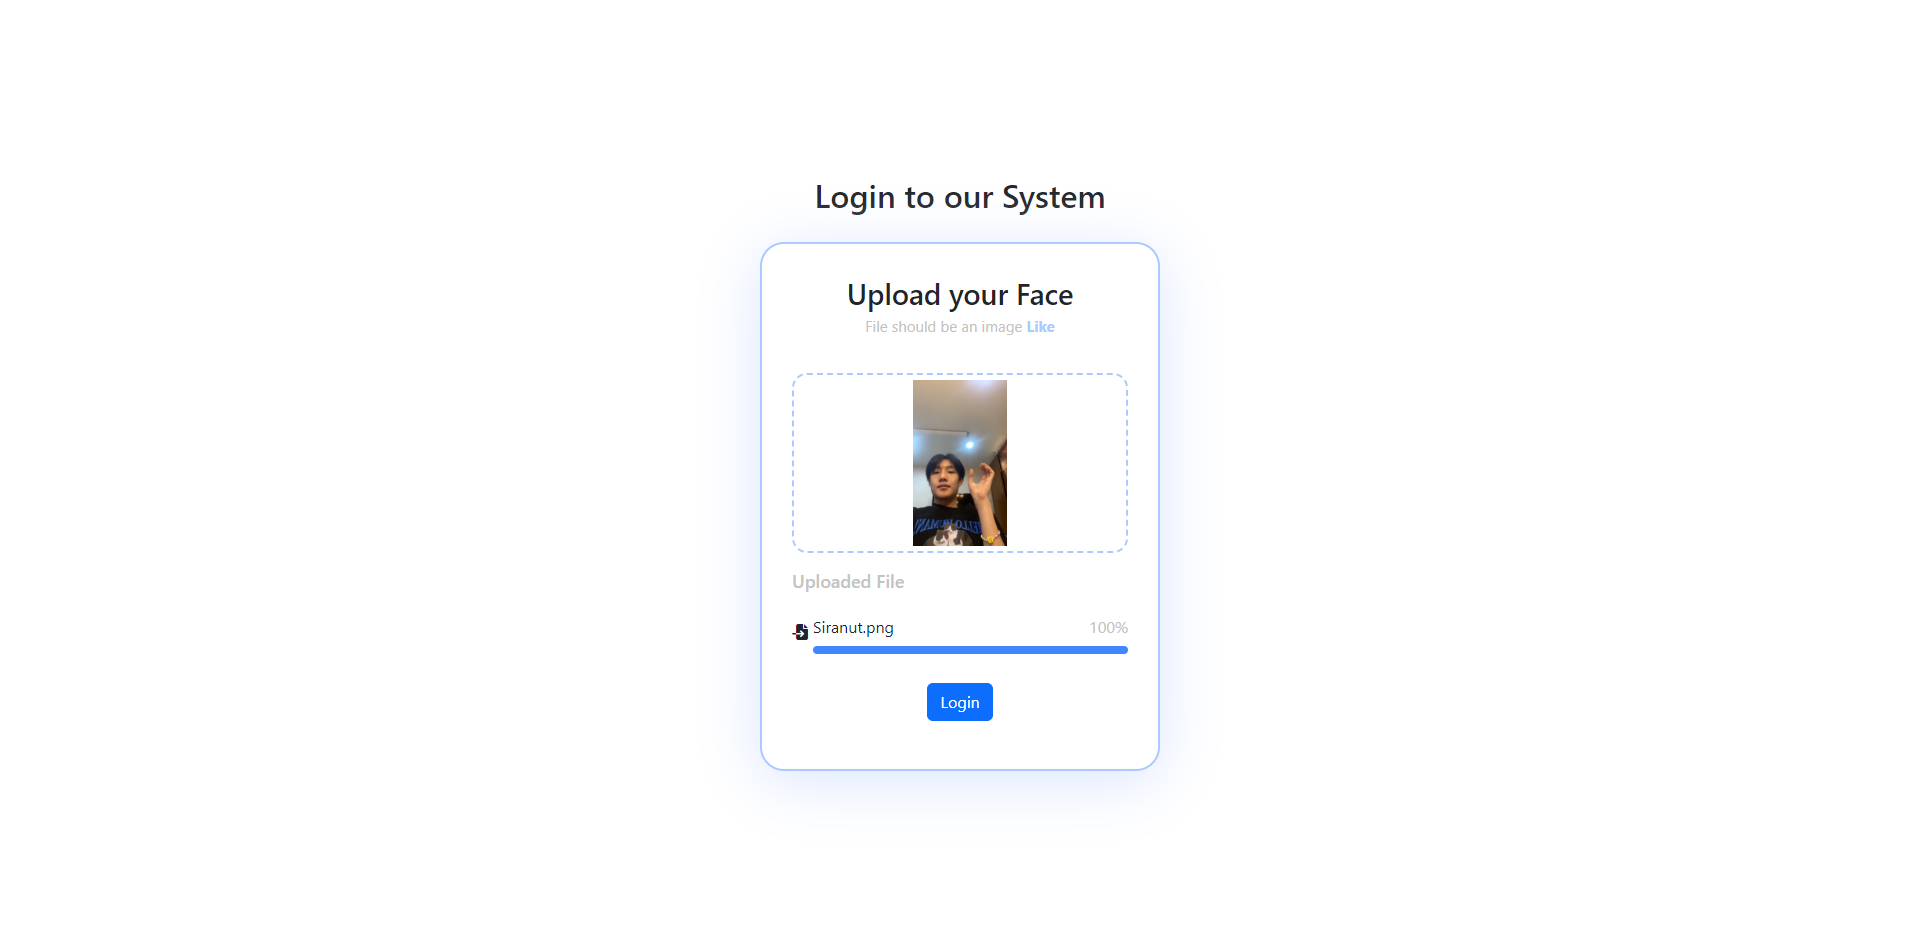 Login to our System
Upload your Face
File should be an image Like
Uploaded File
Siranut.png 100%
Login